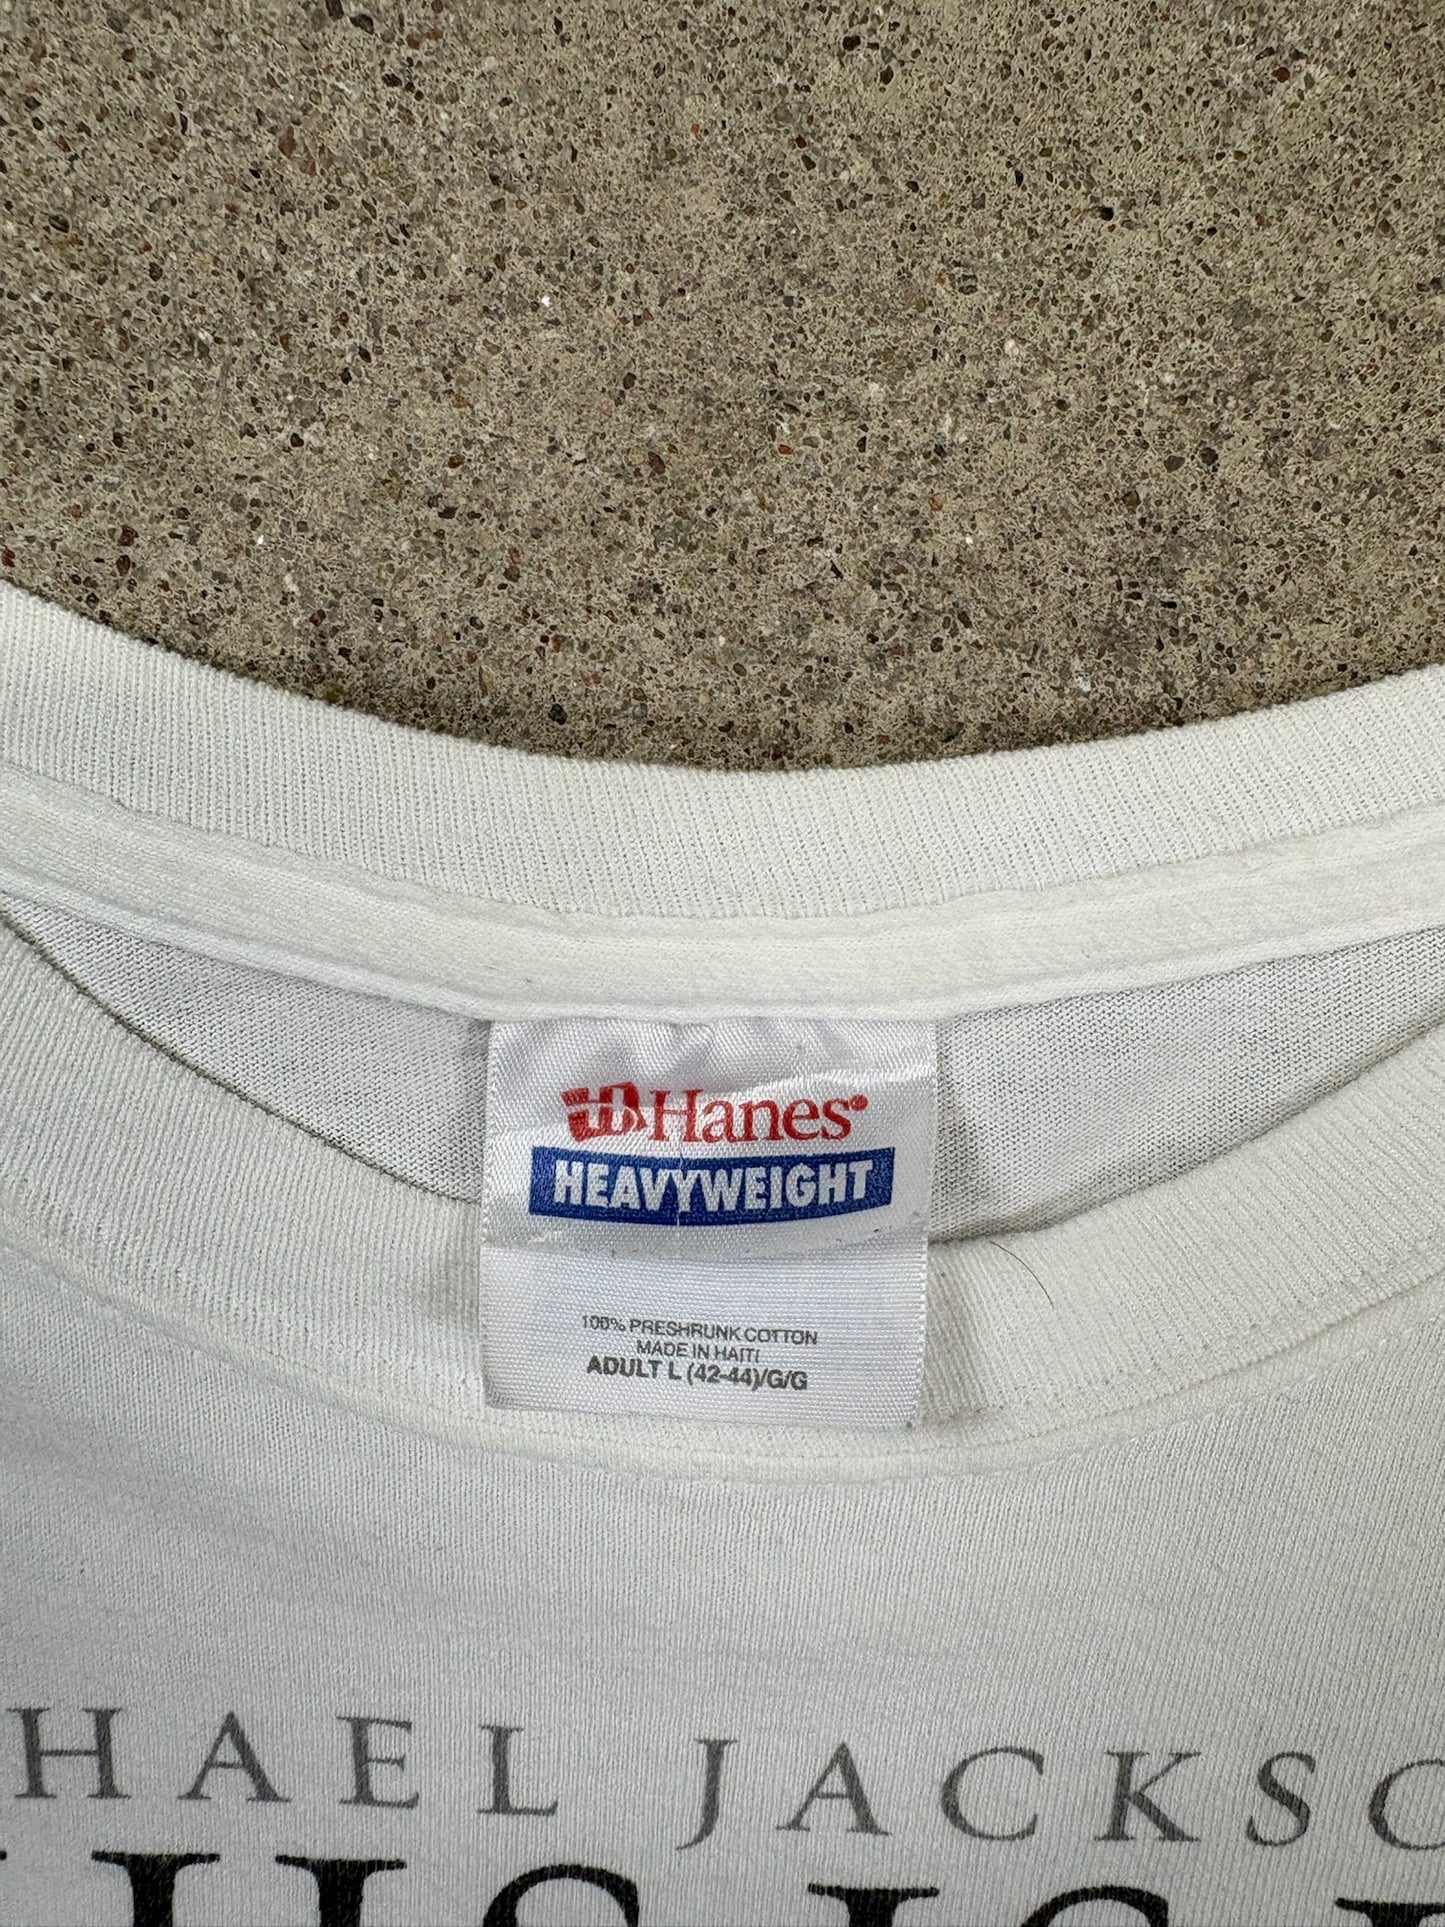 Hanes®
HEAVYWEIGHT
100% PRESHRUNK COTTON
MADE IN HAITI
ADULT L (42-44)/G/G
HAEL JACKSO